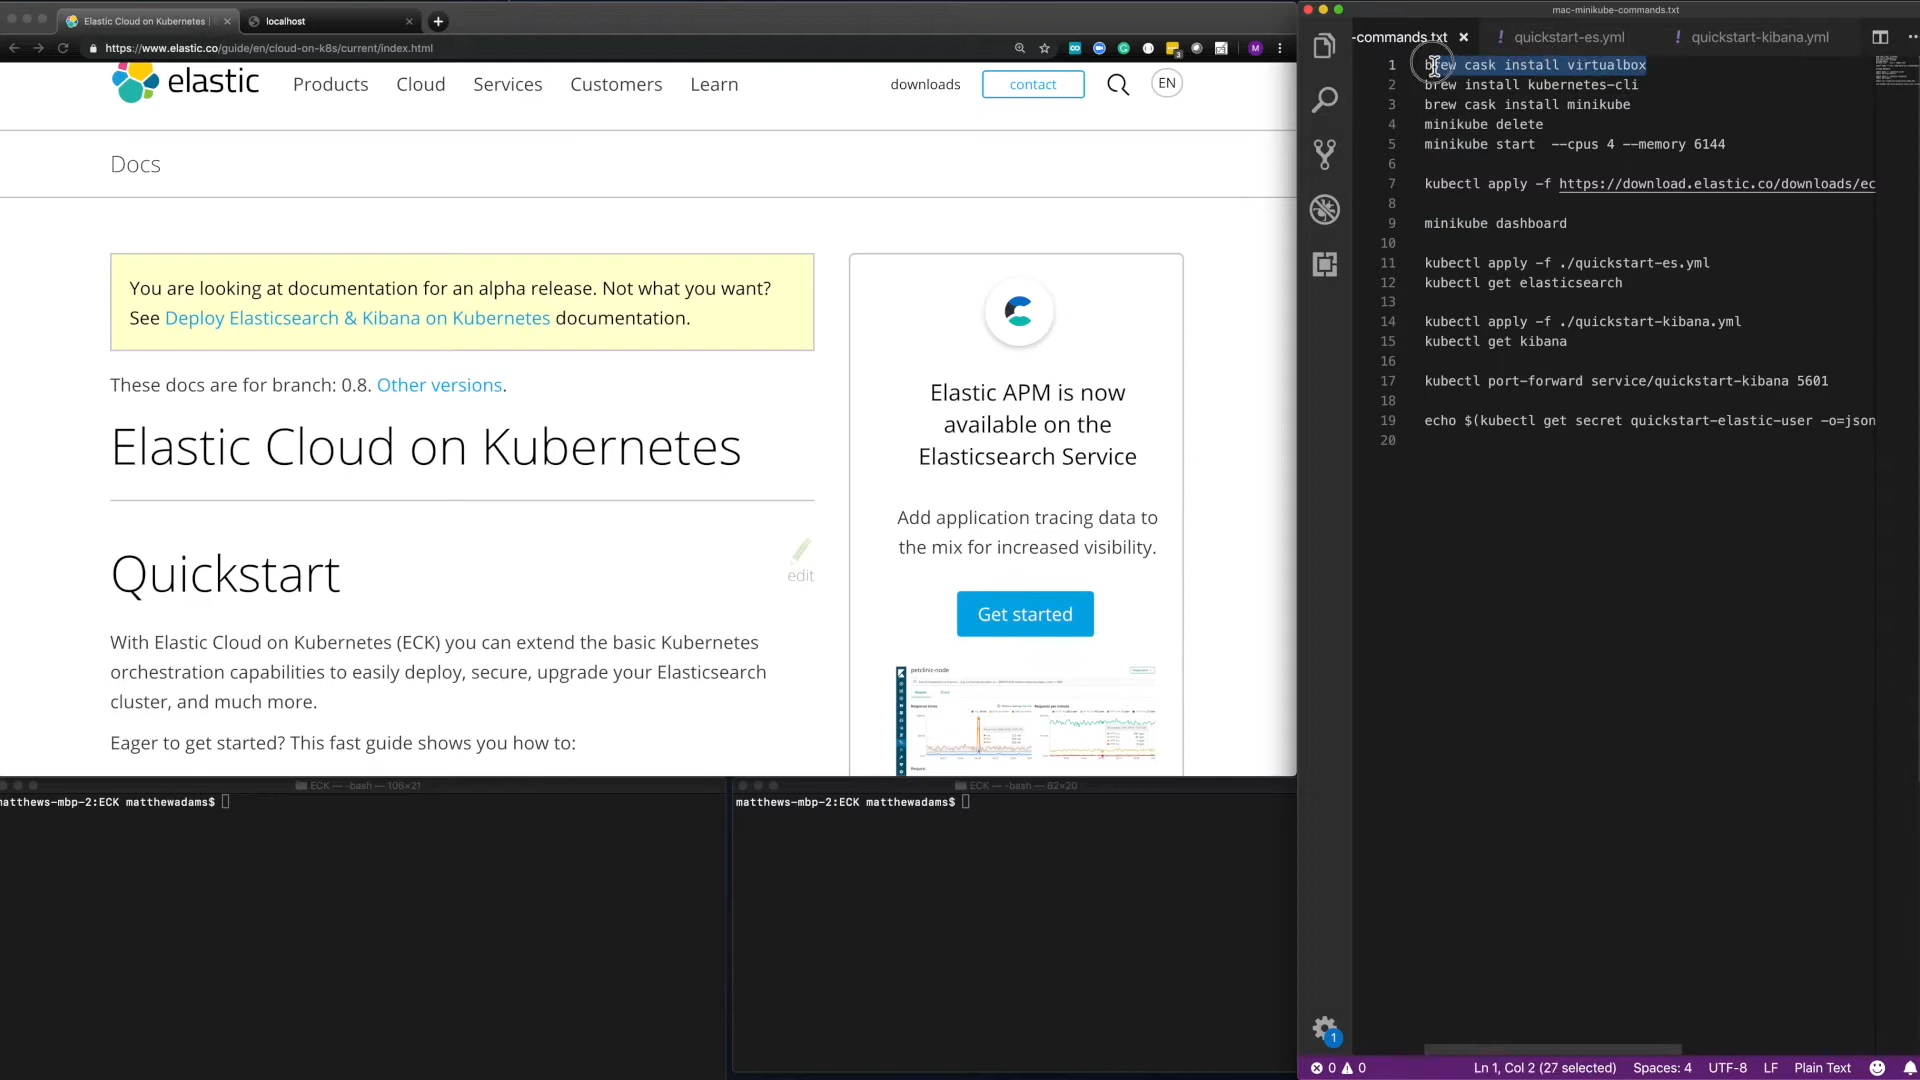 Elastic Cloud on Kubernetes |
localhost
https://www.elastic.co/guide/en/cloud-on-k8s/current/index.html
elastic
Products
Cloud
Services
Customers
Learn
downloads
contact
EN
Docs
You are looking at documentation for an alpha release. Not what you want?
See Deploy Elasticsearch & Kibana on Kubernetes documentation.
These docs are for branch: 0.8. Other versions.
Elastic Cloud on Kubernetes
Quickstart
edit
With Elastic Cloud on Kubernetes (ECK) you can extend the basic Kubernetes
orchestration capabilities to easily deploy, secure, upgrade your Elasticsearch
cluster, and much more.
Eager to get started? This fast guide shows you how to:
Elastic APM is now
available on the
Elasticsearch Service
Add application tracing data to
the mix for increased visibility.
Get started
petclinic-node
ECK — -bash — 106×21
matthews-mbp-2:ECK matthewadams$
ECK — -bash — 82×20
matthews-mbp-2:ECK matthewadams$
mac-minikube-commands.txt
-commands.txt
! quickstart-es.yml
! quickstart-kibana.yml
1 brew cask install virtualbox
2 brew install kubernetes-cli
3 brew cask install minikube
4 minikube delete
5 minikube start  --cpus 4 --memory 6144
6
7 kubectl apply -f https://download.elastic.co/downloads/ec
8
9 minikube dashboard
10
11 kubectl apply -f ./quickstart-es.yml
12 kubectl get elasticsearch
13
14 kubectl apply -f ./quickstart-kibana.yml
15 kubectl get kibana
16
17 kubectl port-forward service/quickstart-kibana 5601
18
19 echo $(kubectl get secret quickstart-elastic-user -o=json
20
1
0 0
Ln 1, Col 2 (27 selected)
Spaces: 4
UTF-8
LF
Plain Text